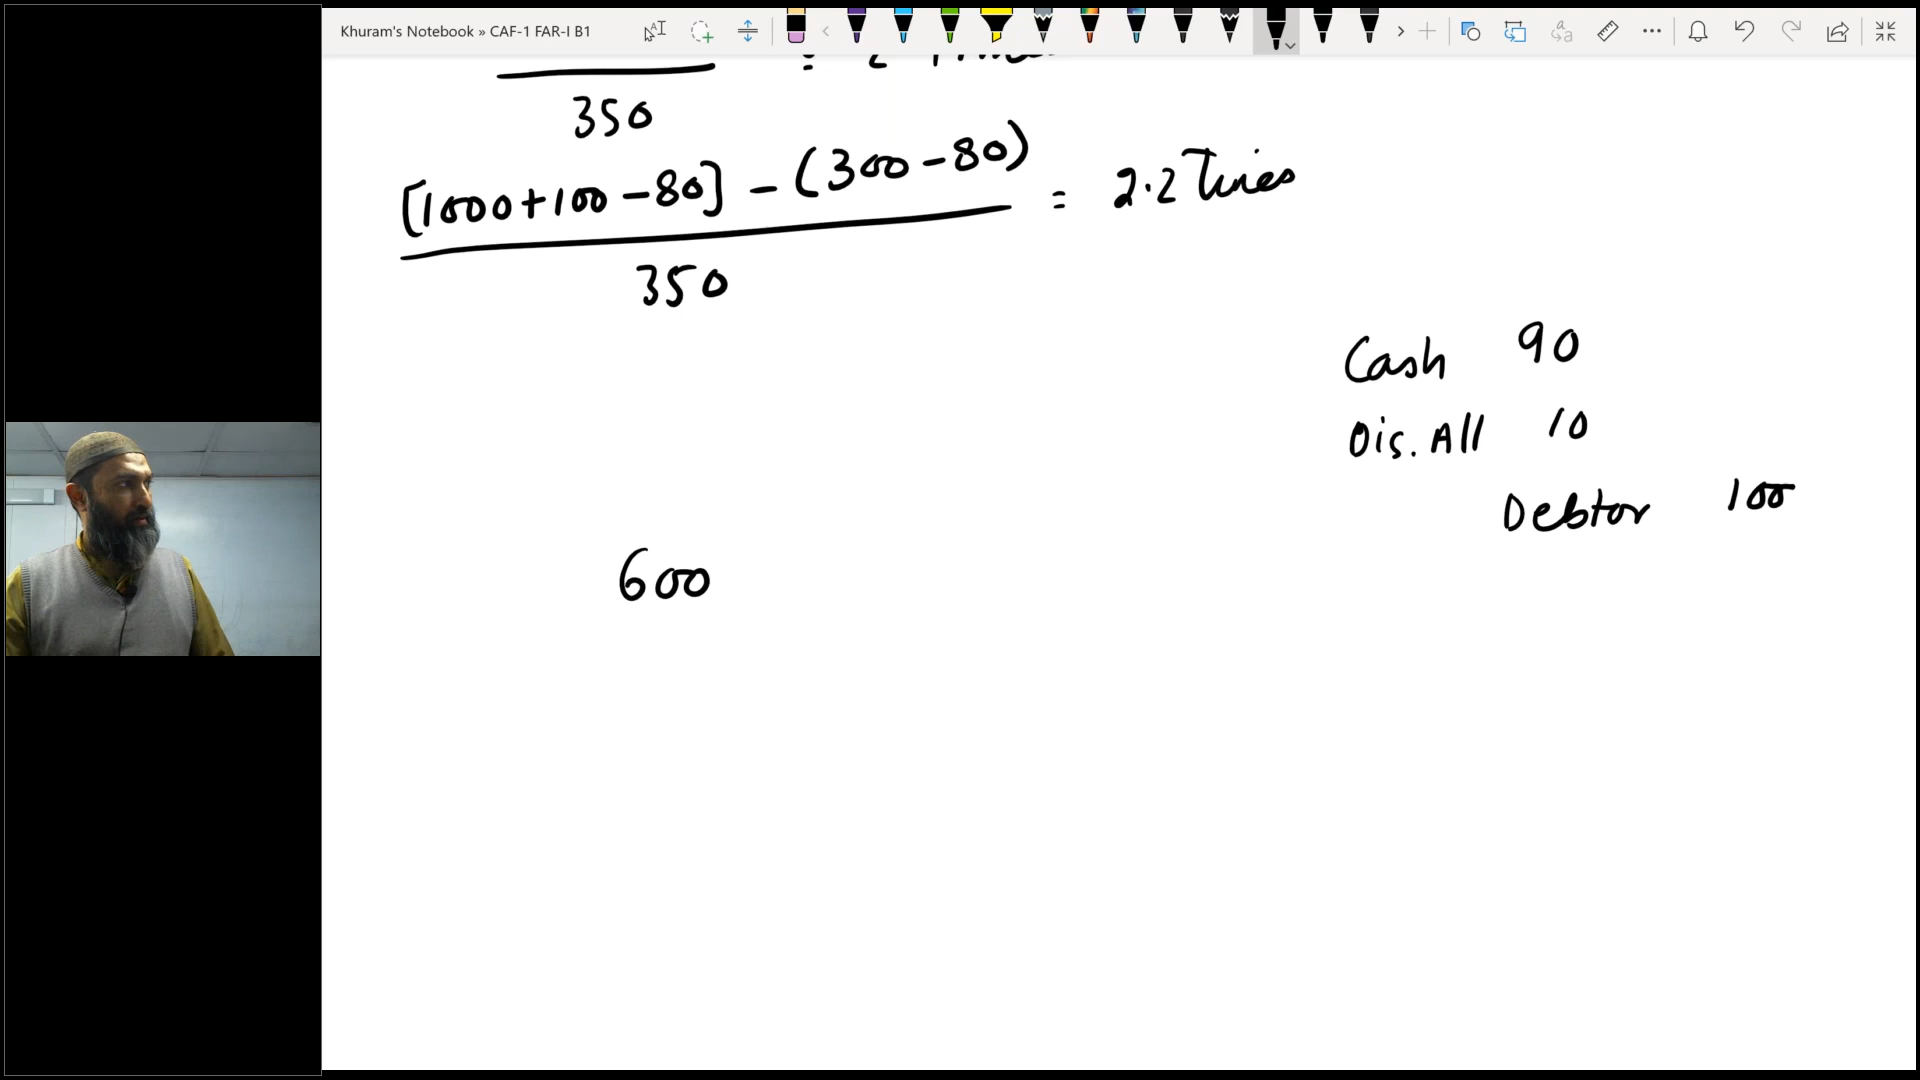 Khuram's Notebook » CAF-1 FAR-I B1
350
[1000+100-80] - (300-80) = 2.2 Times
350
Cash 90
Dis. All 10
Debtor 100
600